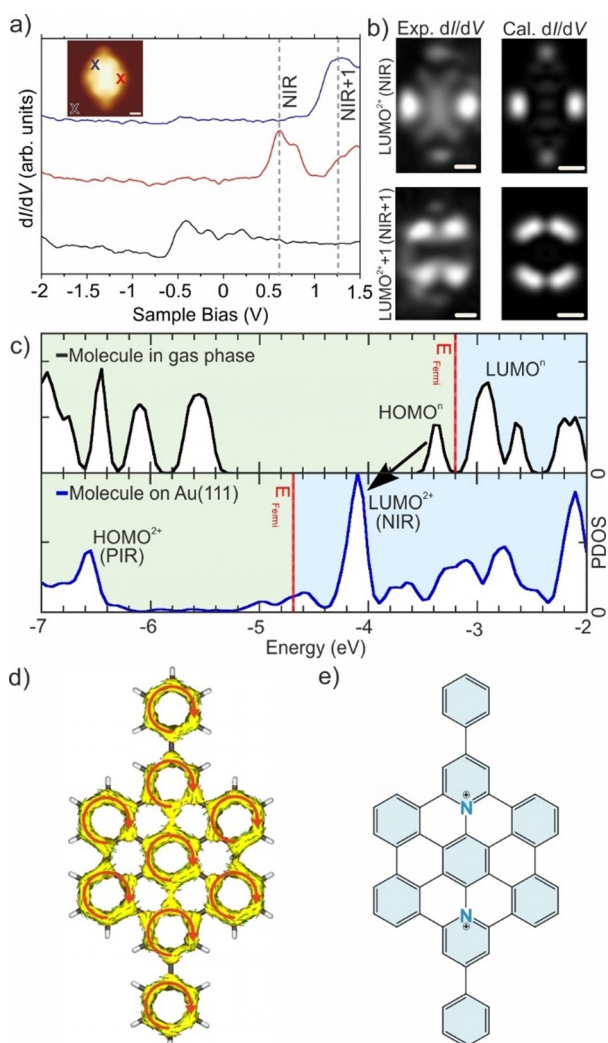 a)
dI/dV (arb. units)
X
X
X
NIR
NIR+1
-2 -1.5 -1 -0.5 0 0.5 1 1.5
Sample Bias (V)
b)
Exp. dI/dV Cal. dI/dV
LUMO²⁺ (NIR)
LUMO²⁺+1 (NIR+1)
c)
Molecule in gas phase
E Fermi
HOMOⁿ
LUMOⁿ
0
Molecule on Au(111)
E Fermi
HOMO²⁺
(PIR)
LUMO²⁺
(NIR)
PDOS
0
-7 -6 -5 -4 -3 -2
Energy (eV)
d)
e)
N
+
N
+